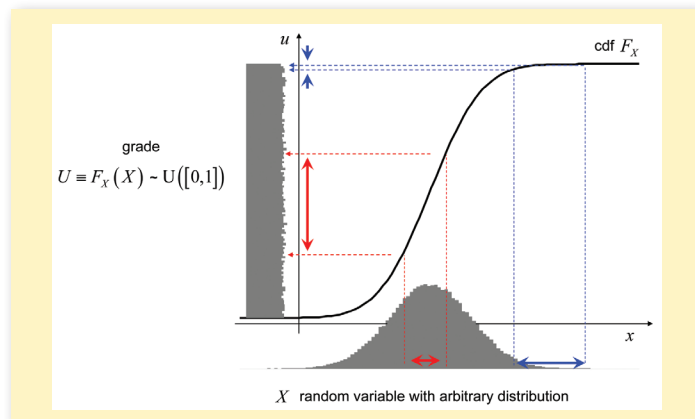 u
cdf F_X
grade
U ≡ F_X (X) ~ U([0,1])
x
X random variable with arbitrary distribution